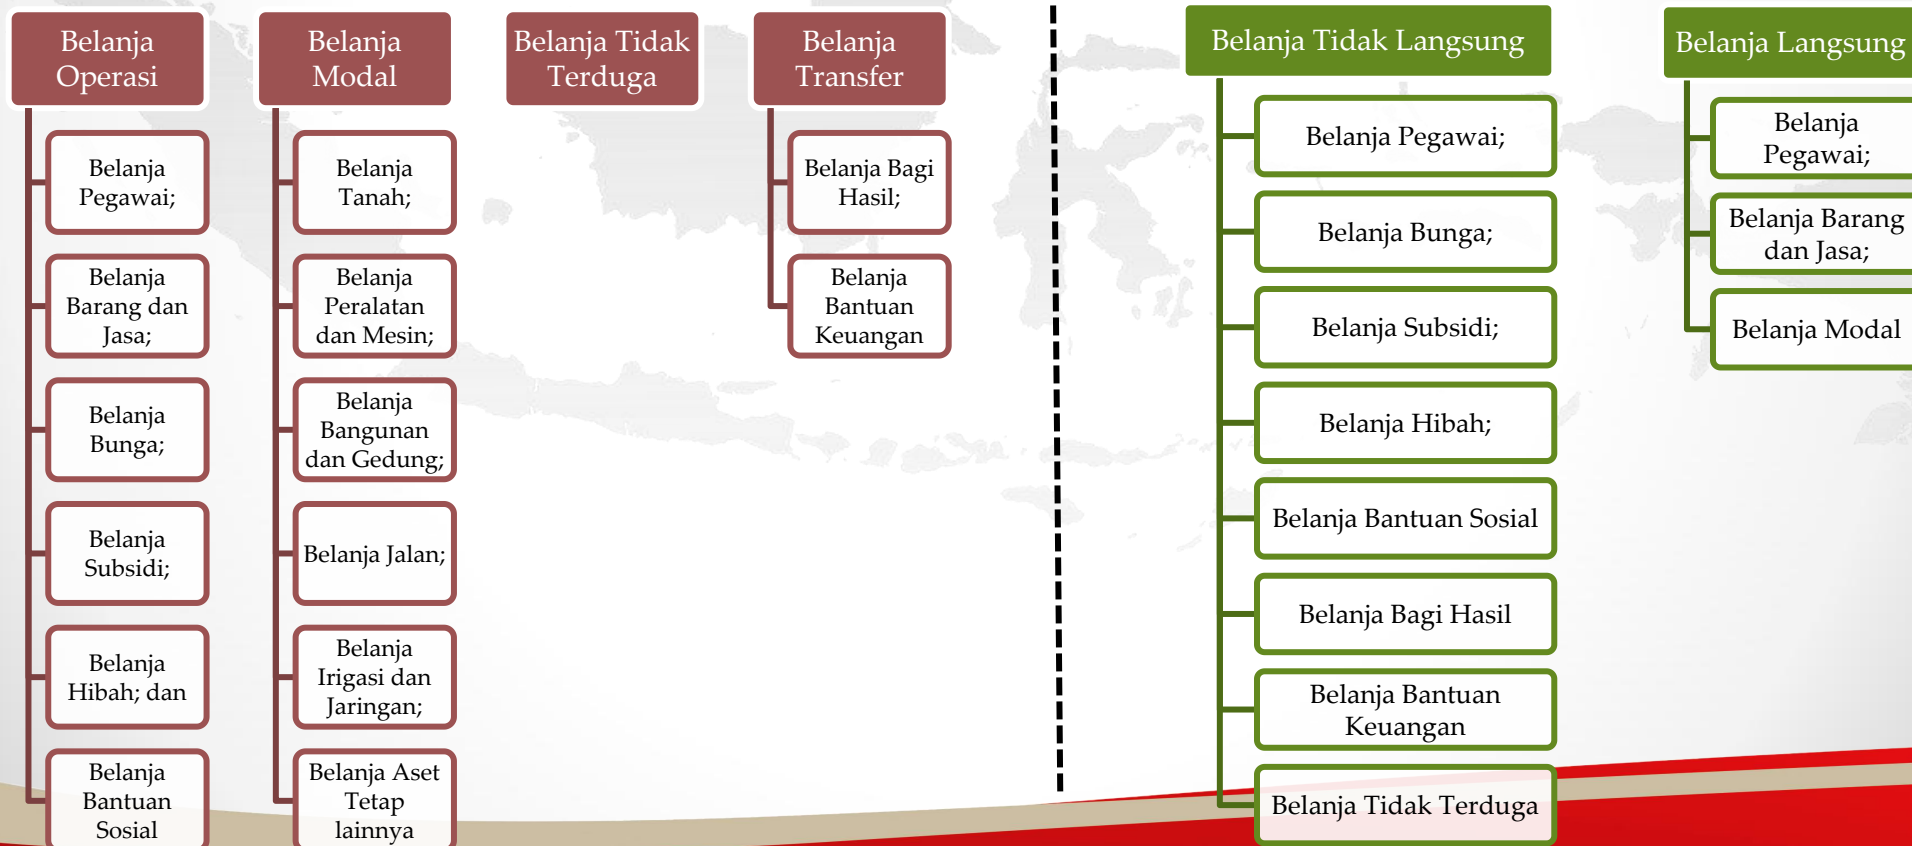 Belanja
Operasi
Belanja
Pegawai;
Belanja
Barang dan
Jasa;
Belanja
Bunga;
Belanja
Subsidi;
Belanja
Hibah; dan
Belanja
Bantuan
Sosial
Belanja
Modal
Belanja
Tanah;
Belanja
Peralatan
dan Mesin;
Belanja
Bangunan
dan Gedung;
Belanja Jalan;
Belanja
Irigasi dan
Jaringan;
Belanja Aset
Tetap
lainnya
Belanja Tidak
Terduga
Belanja
Transfer
Belanja Bagi
Hasil;
Belanja
Bantuan
Keuangan
Belanja Tidak Langsung
Belanja Pegawai;
Belanja Bunga;
Belanja Subsidi;
Belanja Hibah;
Belanja Bantuan Sosial
Belanja Bagi Hasil
Belanja Bantuan
Keuangan
Belanja Tidak Terduga
Belanja Langsung
Belanja
Pegawai;
Belanja Barang
dan Jasa;
Belanja Modal